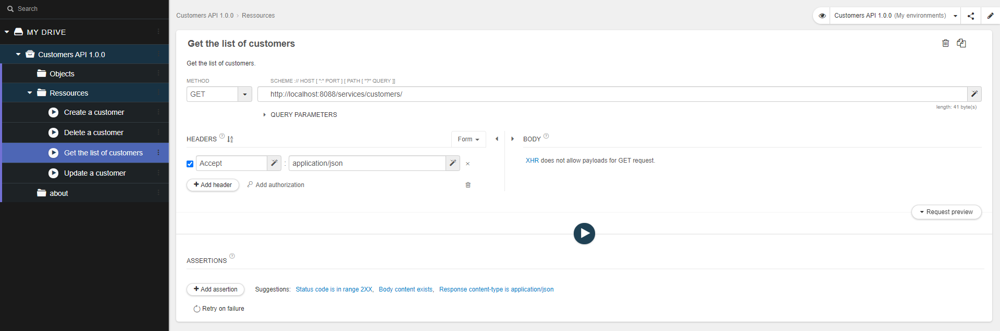 Search
MY DRIVE
Customers API 1.0.0
Objects
Ressources
Create a customer
Delete a customer
Get the list of customers
Update a customer
about
Customers API 1.0.0 › Ressources
Customers API 1.0.0 (My environments)
Get the list of customers
Get the list of customers.
METHOD
SCHEME :// HOST [ ":" PORT ] [ PATH [ "?" QUERY ]]
GET
http://localhost:8088/services/customers/
length: 41 byte(s)
QUERY PARAMETERS
HEADERS ? Form
BODY ?
Accept : application/json ×
XHR does not allow payloads for GET request.
+ Add header Add authorization
Request preview
ASSERTIONS ?
+ Add assertion Suggestions: Status code is in range 2XX, Body content exists, Response content-type is application/json
Retry on failure